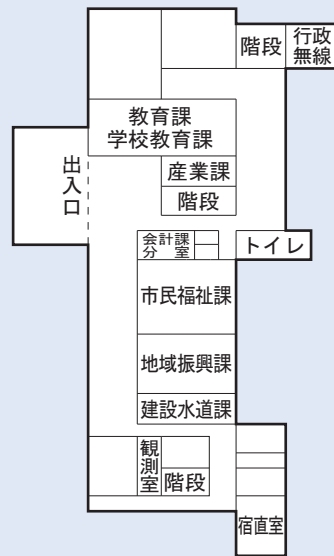 階段
行政
無線
教育課
学校教育課
出入口
産業課
階段
会計課
分室
トイレ
市民福祉課
地域振興課
建設水道課
観測室
階段
宿直室